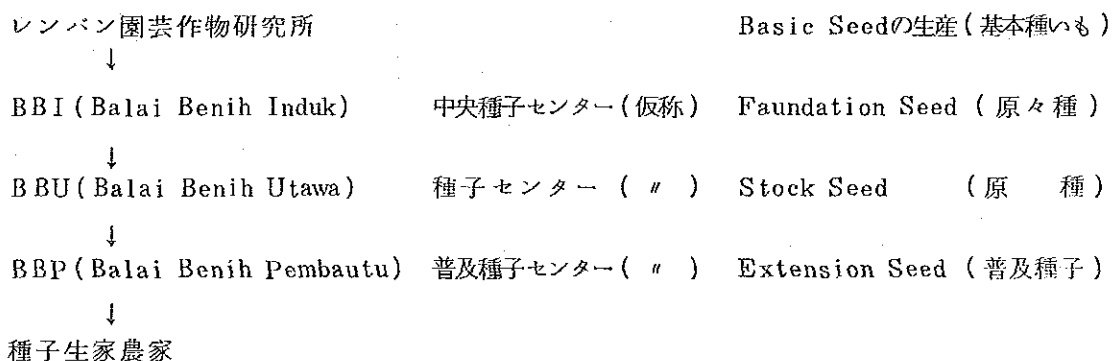 レンバン園芸作物研究所 Basic Seedの生産(基本種いも)
↓
BBI(Balai Benih Induk) 中央種子センター(仮称) Faundation Seed (原々種)
↓
BBU(Balai Benih Utawa) 種子センター ( 〃 ) Stock Seed (原 種)
↓
BBP(Balai Benih Pembautu) 普及種子センター( 〃 ) Extension Seed (普及種子)
↓
種子生家農家